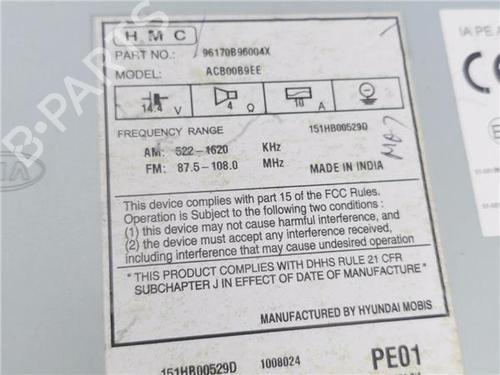 HMC
PART NO.: 96170B96004X
MODEL: ACB00B9EE
14.4 V 4 Ω 10 A
FREQUENCY RANGE 151HB00529D
AM: 522-1620 KHz
FM: 87.5-108.0 MHz MADE IN INDIA
This device complies with part 15 of the FCC Rules.
Operation is Subject to the following two conditions :
(1) this device may not cause harmful interference, and
(2) the device must accept any interference received,
including interference that may cause undesired operation
" THIS PRODUCT COMPLIES WITH DHHS RULE 21 CFR
SUBCHAPTER J IN EFFECT OF DATE OF MANUFACTURE "
MANUFACTURED BY HYUNDAI MOBIS
151HB00529D 1008024 PE01
CE